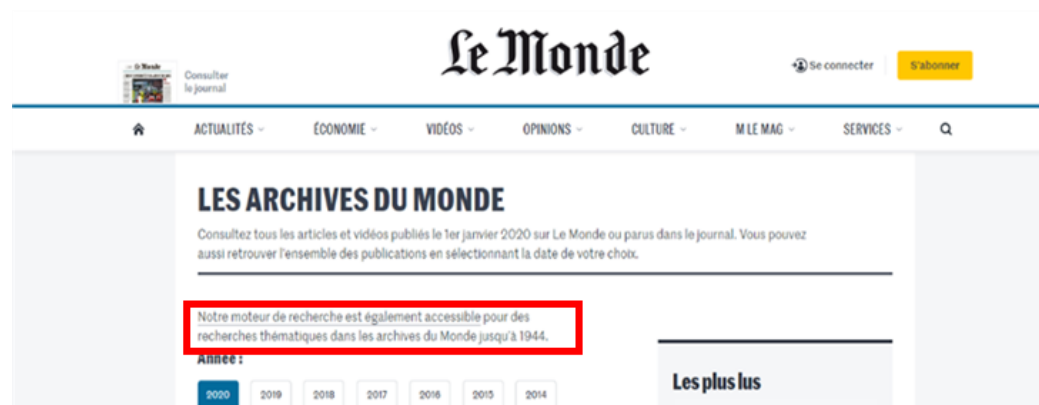 Le Monde
Consulter
le journal
Le Monde
Se connecter
S'abonner
ACTUALITÉS
ÉCONOMIE
VIDÉOS
OPINIONS
CULTURE
M LE MAG
SERVICES
LES ARCHIVES DU MONDE
Consultez tous les articles et vidéos publiés le 1er janvier 2020 sur Le Monde ou parus dans le journal. Vous pouvez
aussi retrouver l'ensemble des publications en sélectionnant la date de votre choix.
Notre moteur de recherche est également accessible pour des
recherches thématiques dans les archives du Monde jusqu'à 1944.
Année :
2020 2019 2018 2017 2016 2015 2014
Les plus lus